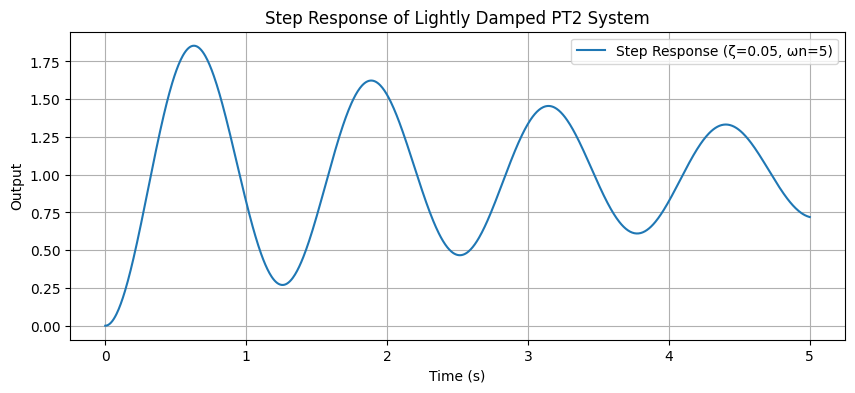 Step Response of Lightly Damped PT2 System
Step Response (ζ=0.05, ωn=5)
Output
1.75
1.50
1.25
1.00
0.75
0.50
0.25
0.00
0 1 2 3 4 5
Time (s)